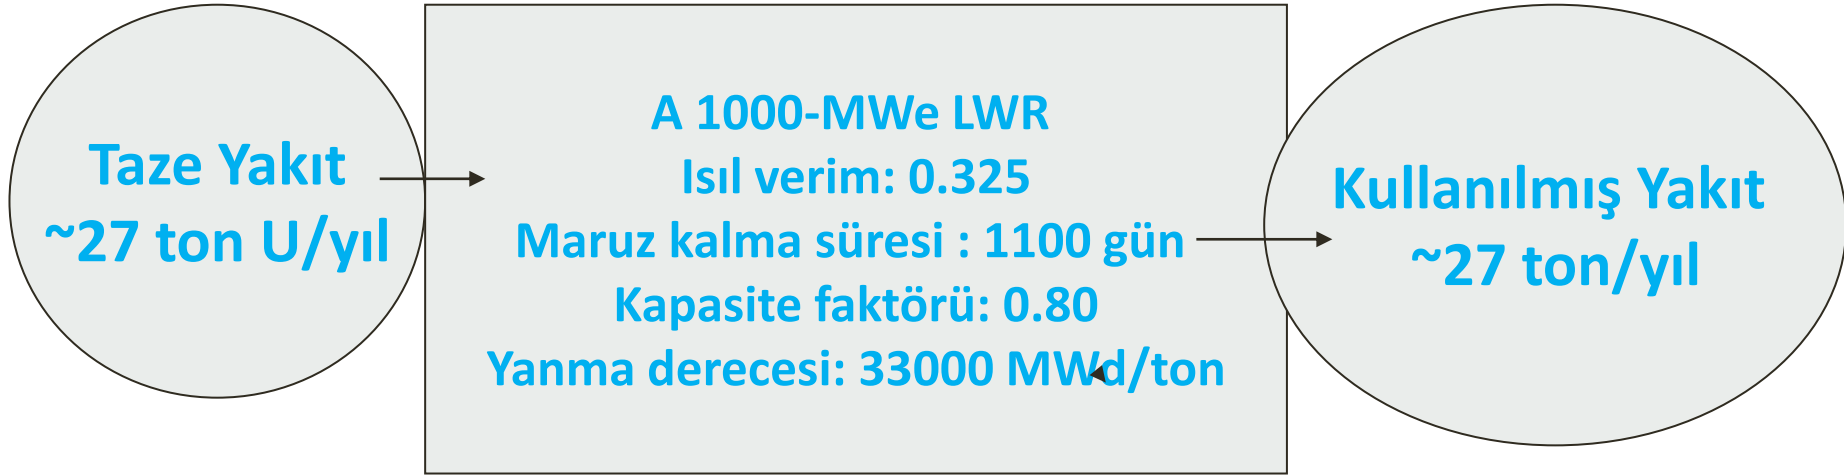 Taze Yakıt
~27 ton U/yıl
A 1000-MWe LWR
Isıl verim: 0.325
Maruz kalma süresi : 1100 gün
Kapasite faktörü: 0.80
Yanma derecesi: 33000 MWd/ton
Kullanılmış Yakıt
~27 ton/yıl